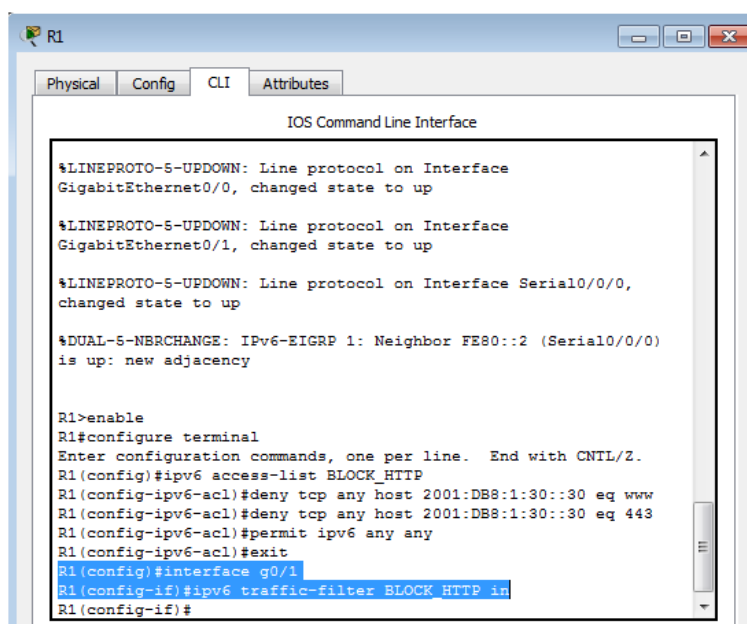 R1
Physical Config CLI Attributes
IOS Command Line Interface
%LINEPROTO-5-UPDOWN: Line protocol on Interface
GigabitEthernet0/0, changed state to up
%LINEPROTO-5-UPDOWN: Line protocol on Interface
GigabitEthernet0/1, changed state to up
%LINEPROTO-5-UPDOWN: Line protocol on Interface Serial0/0/0,
changed state to up
%DUAL-5-NBRCHANGE: IPv6-EIGRP 1: Neighbor FE80::2 (Serial0/0/0)
is up: new adjacency
R1>enable
R1#configure terminal
Enter configuration commands, one per line.  End with CNTL/Z.
R1(config)#ipv6 access-list BLOCK_HTTP
R1(config-ipv6-acl)#deny tcp any host 2001:DB8:1:30::30 eq www
R1(config-ipv6-acl)#deny tcp any host 2001:DB8:1:30::30 eq 443
R1(config-ipv6-acl)#permit ipv6 any any
R1(config-ipv6-acl)#exit
R1(config)#interface g0/1
R1(config-if)#ipv6 traffic-filter BLOCK_HTTP in
R1(config-if)#